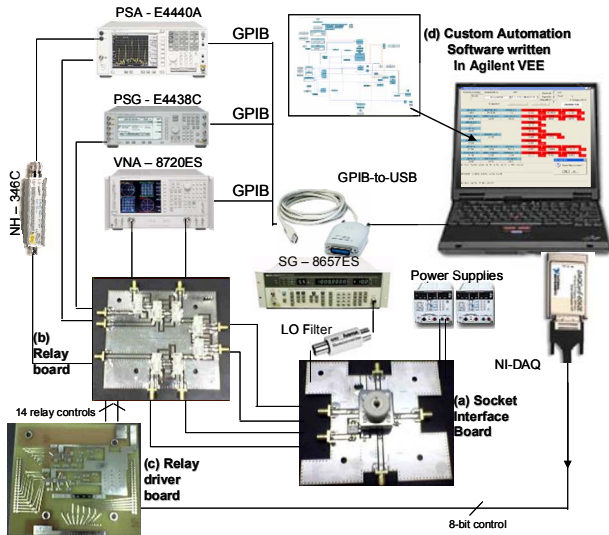 PSA - E4440A
GPIB
(d) Custom Automation
Software written
In Agilent VEE
PSG - E4438C
GPIB
VNA – 8720ES
GPIB
NH – 346C
GPIB-to-USB
SG – 8657ES
Power Supplies
LO Filter
NI-DAQ
(b)
Relay
board
(a) Socket
Interface
Board
14 relay controls
(c) Relay
driver
board
8-bit control